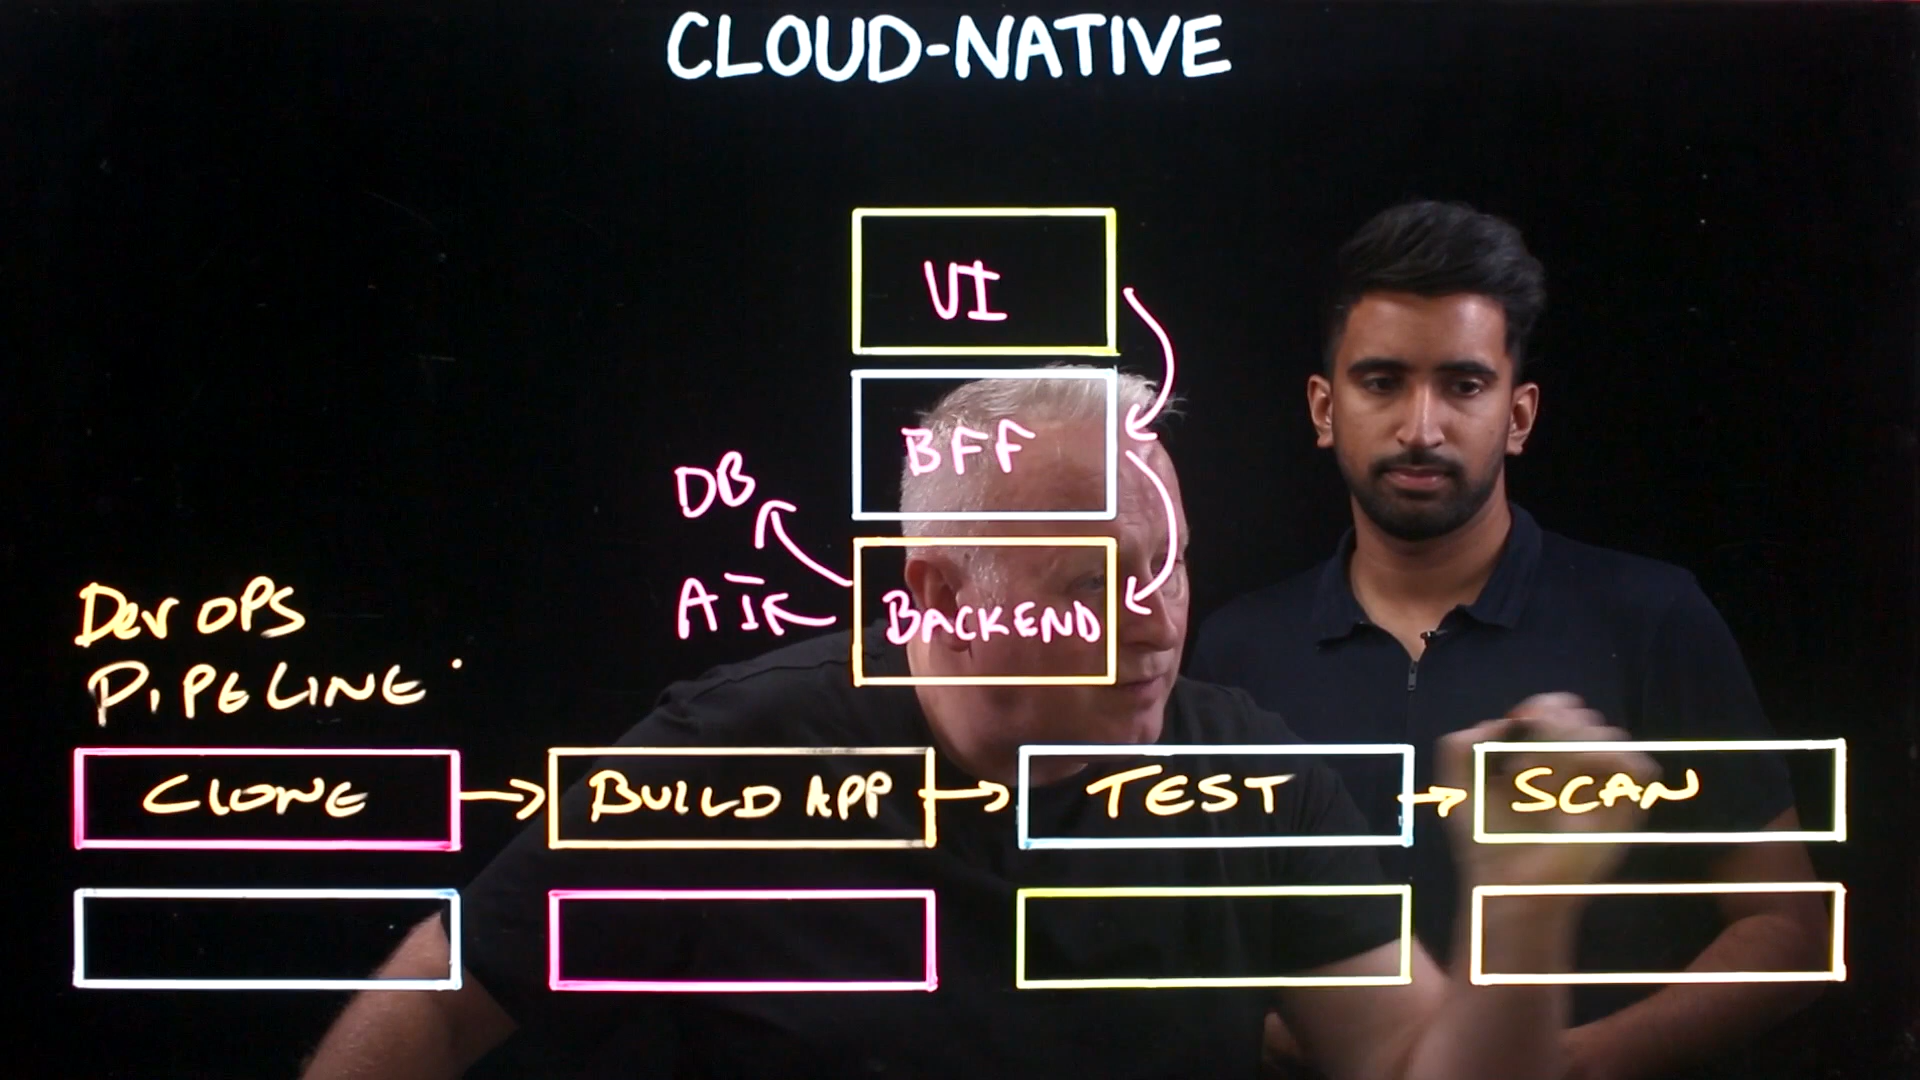 CLOUD-NATIVE
UI
BFF
DB
AI
BACKEND
DevOPS
PIPELINE
CLONE
BUILD APP
TEST
SCAN